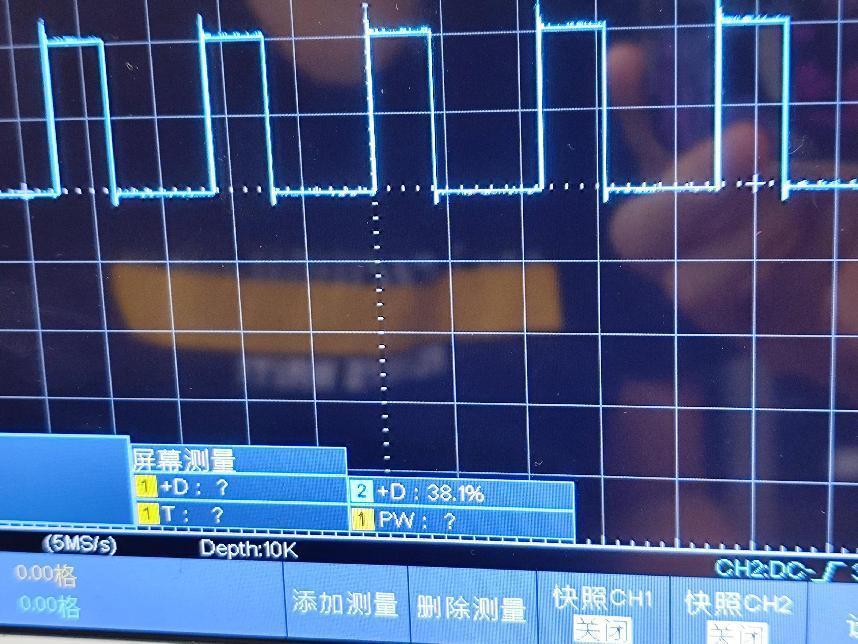 屏幕测量
1 +D : ?
2 +D : 38.1%
1 T : ?
1 PW : ?
(5MS/s) Depth:10K
CH2:DC-
0.00格
0.00格
添加测量
删除测量
快照CH1
关闭
快照CH2
关闭